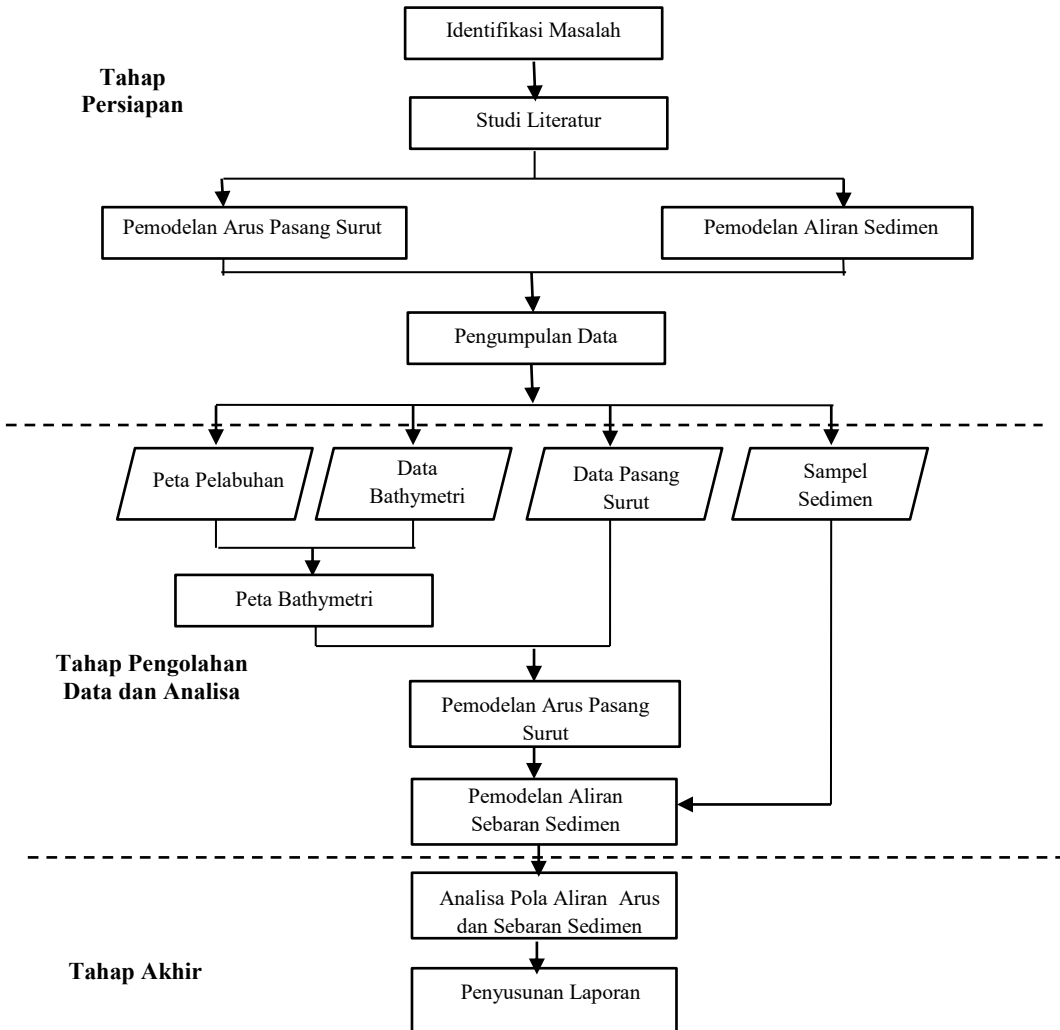 Identifikasi Masalah
Tahap
Persiapan
Studi Literatur
Pemodelan Arus Pasang Surut
Pemodelan Aliran Sedimen
Pengumpulan Data
Peta Pelabuhan
Data
Bathymetri
Data Pasang
Surut
Sampel
Sedimen
Peta Bathymetri
Tahap Pengolahan
Data dan Analisa
Pemodelan Arus Pasang
Surut
Pemodelan Aliran
Sebaran Sedimen
Analisa Pola Aliran Arus
dan Sebaran Sedimen
Tahap Akhir
Penyusunan Laporan